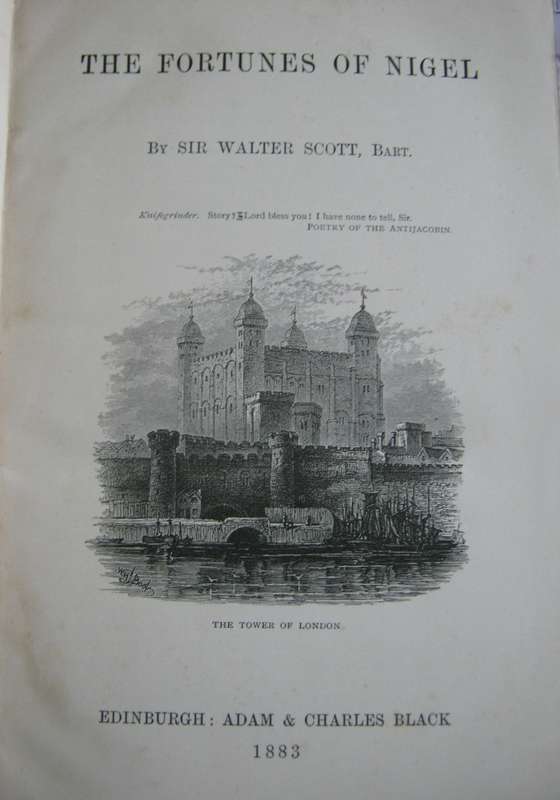 THE FORTUNES OF NIGEL
BY SIR WALTER SCOTT, BART.
Knifegrinder. Story! Lord bless you! I have none to tell, Sir.
POETRY OF THE ANTIJACOBIN.
THE TOWER OF LONDON.
EDINBURGH: ADAM & CHARLES BLACK
1883